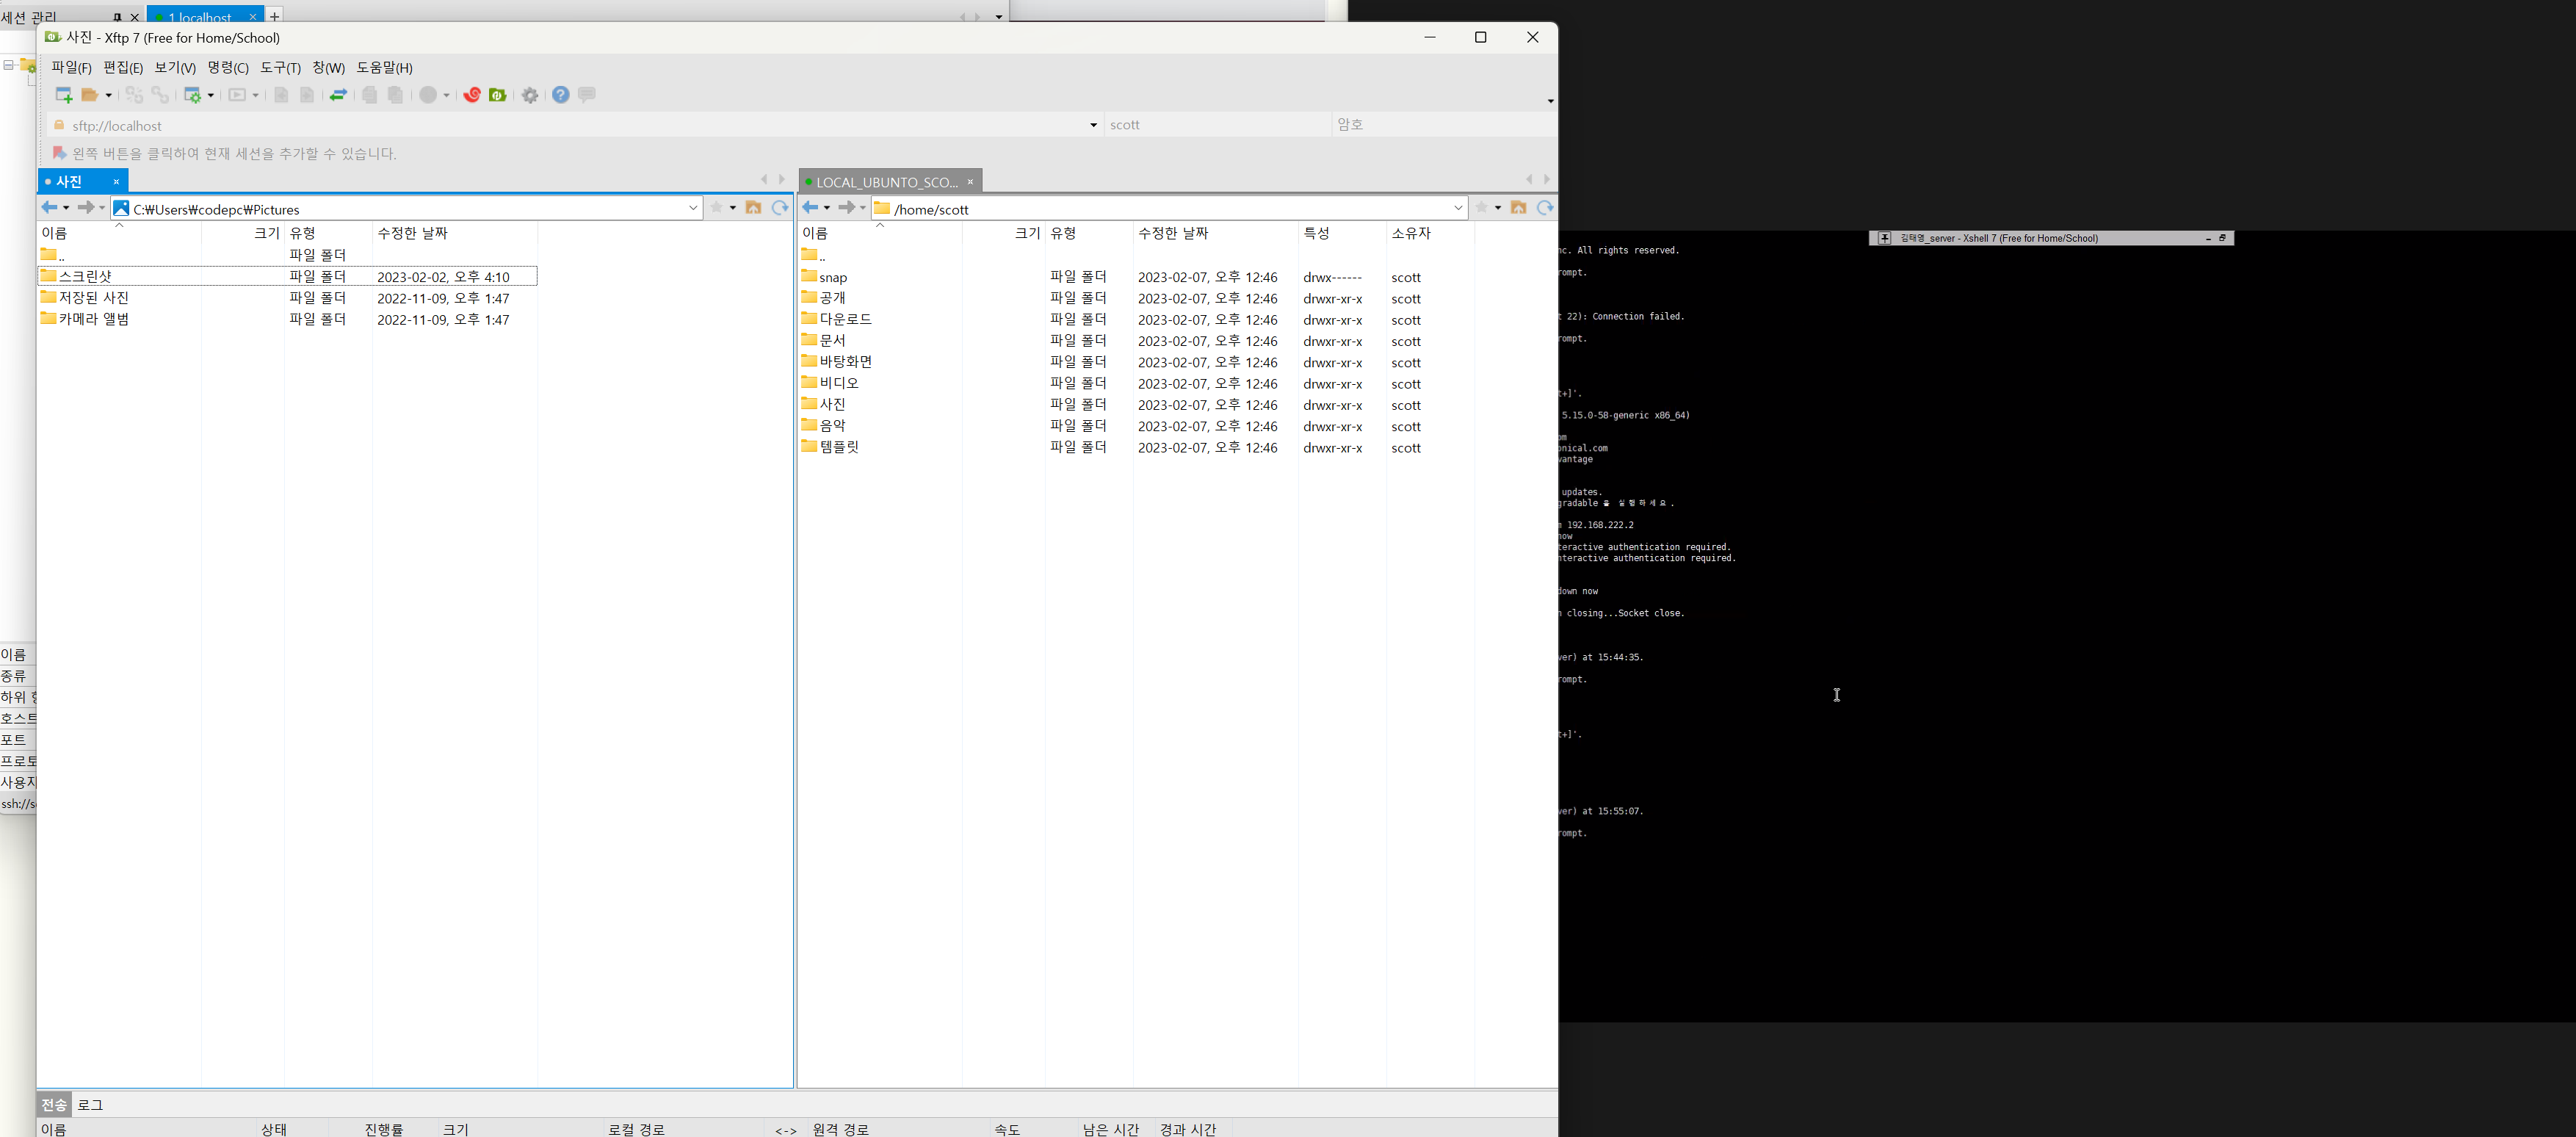 세션 관리
1 localhost
사진 - Xftp 7 (Free for Home/School)
파일(F) 편집(E) 보기(V) 명령(C) 도구(T) 창(W) 도움말(H)
sftp://localhost scott 암호
왼쪽 버튼을 클릭하여 현재 세션을 추가할 수 있습니다.
사진
LOCAL_UBUNTO_SCO...
C:₩Users₩codepc₩Pictures
/home/scott
이름 크기 유형 수정한 날짜
.. 파일 폴더
스크린샷 파일 폴더 2023-02-02, 오후 4:10
저장된 사진 파일 폴더 2022-11-09, 오후 1:47
카메라 앨범 파일 폴더 2022-11-09, 오후 1:47
이름 크기 유형 수정한 날짜 특성 소유자
..
snap 파일 폴더 2023-02-07, 오후 12:46 drwx------ scott
공개 파일 폴더 2023-02-07, 오후 12:46 drwxr-xr-x scott
다운로드 파일 폴더 2023-02-07, 오후 12:46 drwxr-xr-x scott
문서 파일 폴더 2023-02-07, 오후 12:46 drwxr-xr-x scott
바탕화면 파일 폴더 2023-02-07, 오후 12:46 drwxr-xr-x scott
비디오 파일 폴더 2023-02-07, 오후 12:46 drwxr-xr-x scott
사진 파일 폴더 2023-02-07, 오후 12:46 drwxr-xr-x scott
음악 파일 폴더 2023-02-07, 오후 12:46 drwxr-xr-x scott
템플릿 파일 폴더 2023-02-07, 오후 12:46 drwxr-xr-x scott
전송 로그
이름 상태 진행률 크기 로컬 경로 <-> 원격 경로 속도 남은 시간 경과 시간
이름
종류
하위
호스트
포트
프로토
사용자
ssh://s
김태영_server - Xshell 7 (Free for Home/School)
nc. All rights reserved.
rompt.
t 22): Connection failed.
rompt.
t+]'.
5.15.0-58-generic x86_64)
om
onical.com
vantage
updates.
gradable 을 실행하세요.
192.168.222.2
now
teractive authentication required.
nteractive authentication required.
down now
n closing...Socket close.
ver) at 15:44:35.
rompt.
t+]'.
ver) at 15:55:07.
rompt.